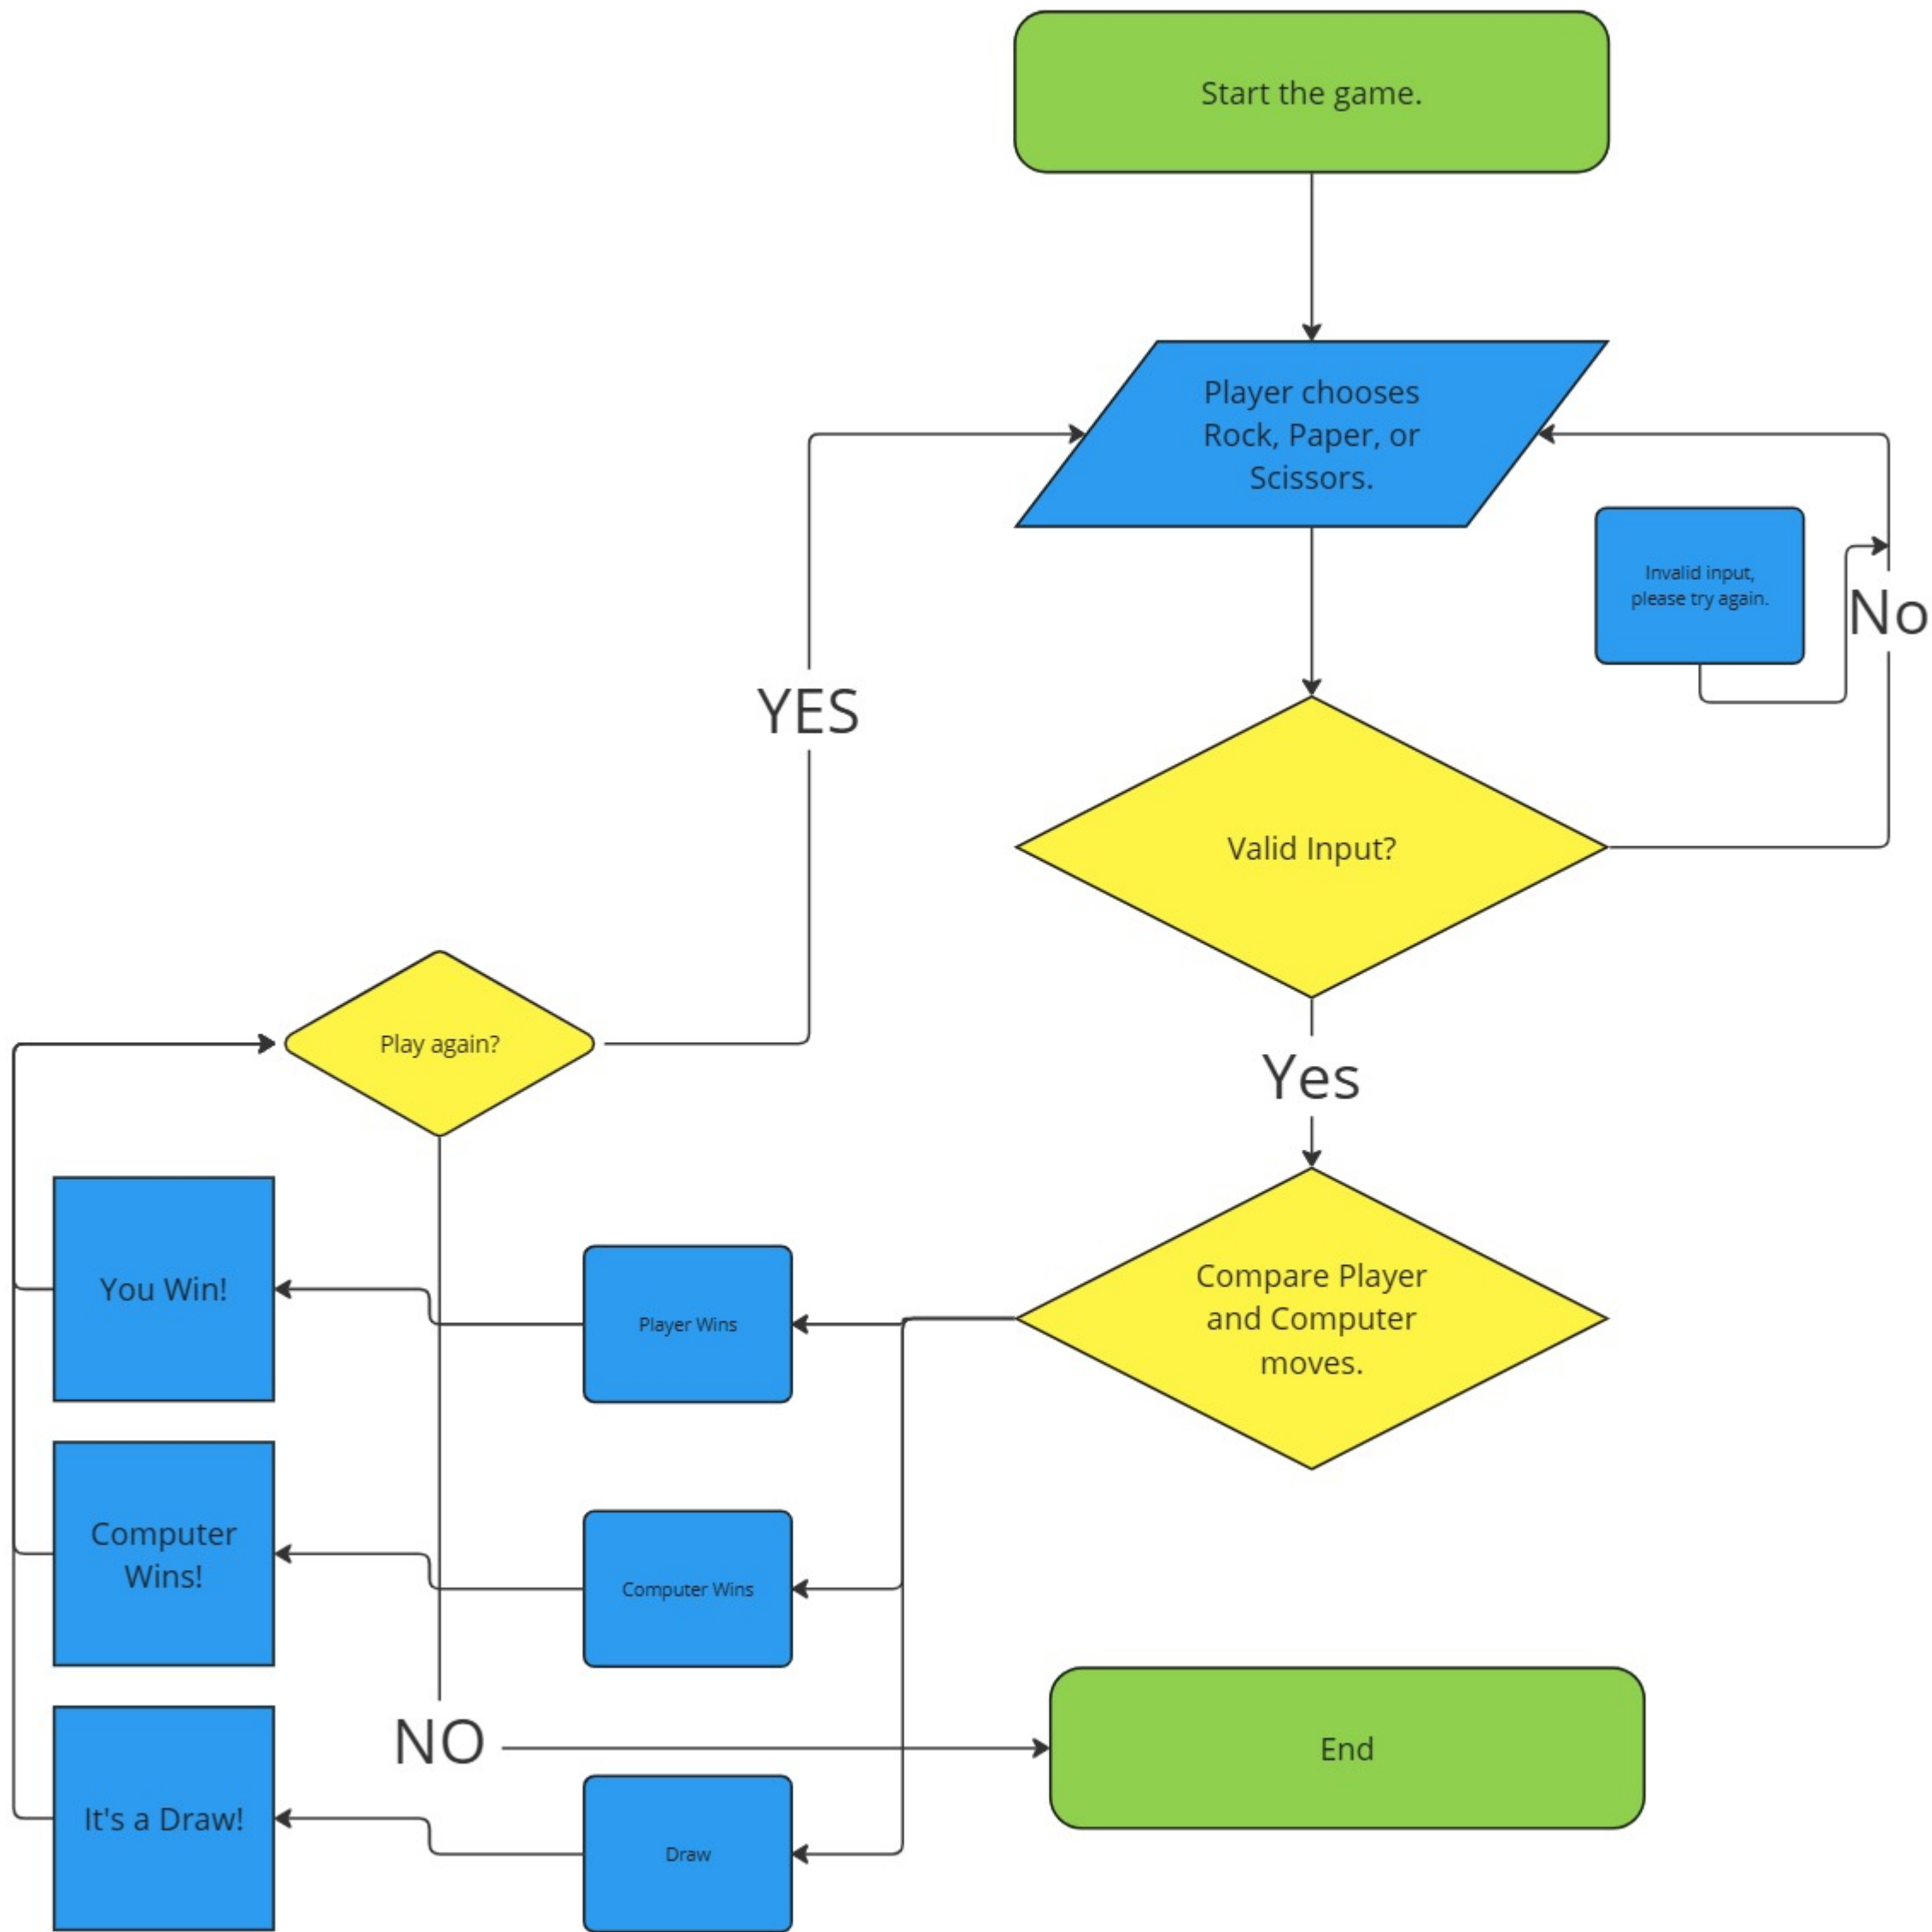 Start the game.
Player chooses
Rock, Paper, or
Scissors.
Invalid input,
please try again.
No
YES
Valid Input?
Play again?
Yes
You Win!
Player Wins
Compare Player
and Computer
moves.
Computer
Wins!
Computer Wins
NO
End
It's a Draw!
Draw